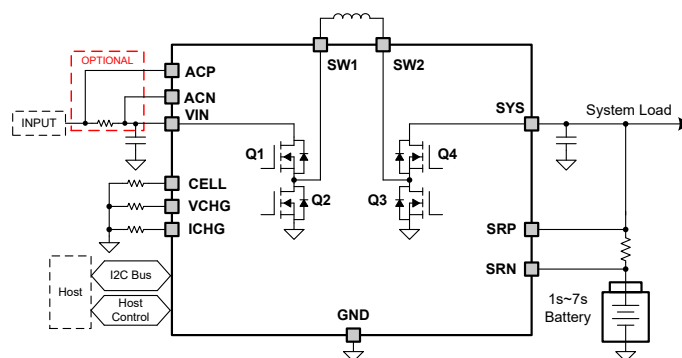 SW1
SW2
OPTIONAL
ACP
ACN
VIN
INPUT
SYS
System Load
Q1
Q4
Q2
Q3
CELL
VCHG
ICHG
SRP
SRN
Host
I2C Bus
Host
Control
GND
1s~7s
Battery